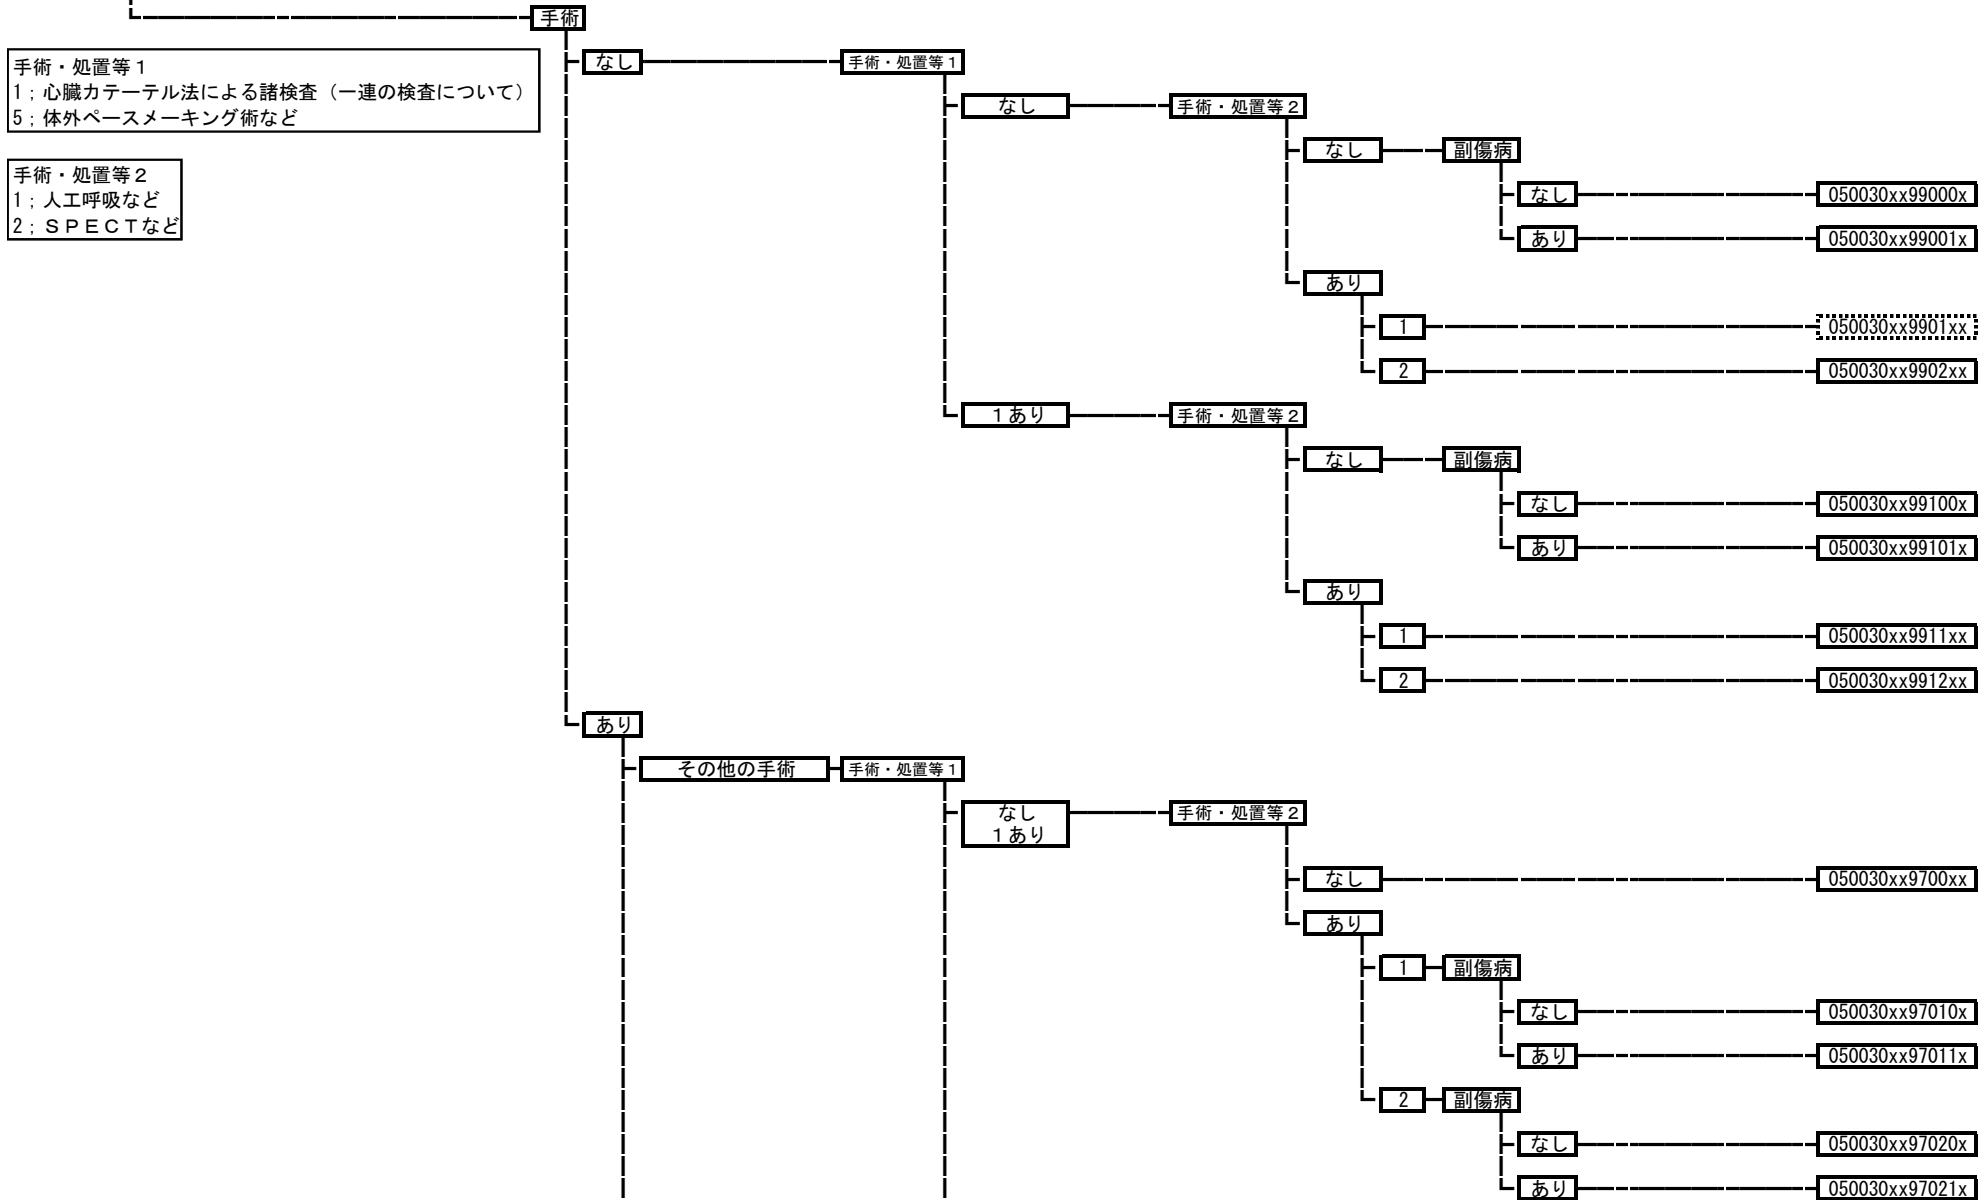 手術
なし
手術・処置等１
手術・処置等１
1；心臓カテーテル法による諸検査（一連の検査について）
5；体外ペースメーキング術など
なし
手術・処置等２
なし
副傷病
手術・処置等２
1；人工呼吸など
2；ＳＰＥＣＴなど
なし
050030xx99000x
あり
050030xx99001x
あり
1
050030xx9901xx
2
050030xx9902xx
１あり
手術・処置等２
なし
副傷病
なし
050030xx99100x
あり
050030xx99101x
あり
1
050030xx9911xx
2
050030xx9912xx
あり
その他の手術
手術・処置等１
なし
１あり
手術・処置等２
なし
050030xx9700xx
あり
1
副傷病
なし
050030xx97010x
あり
050030xx97011x
2
副傷病
なし
050030xx97020x
あり
050030xx97021x